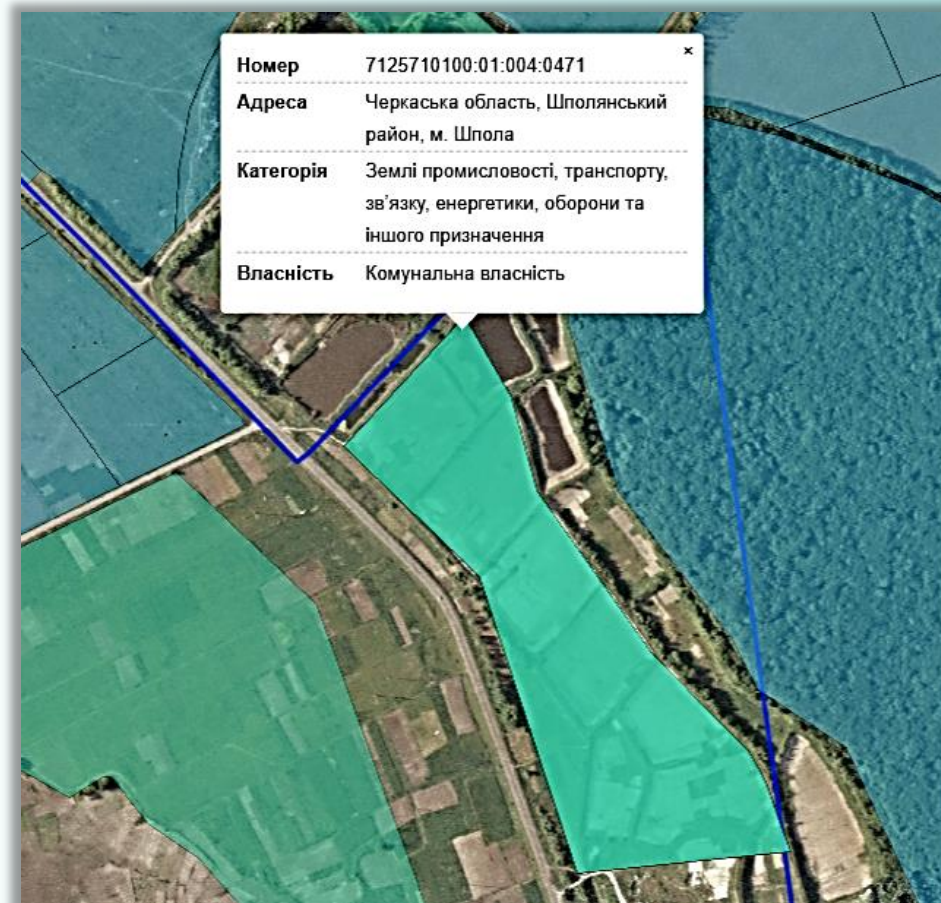 ×
Номер 7125710100:01:004:0471
Адреса Черкаська область, Шполянський
район, м. Шпола
Категорія Землі промисловості, транспорту,
зв'язку, енергетики, оборони та
іншого призначення
Власність Комунальна власність